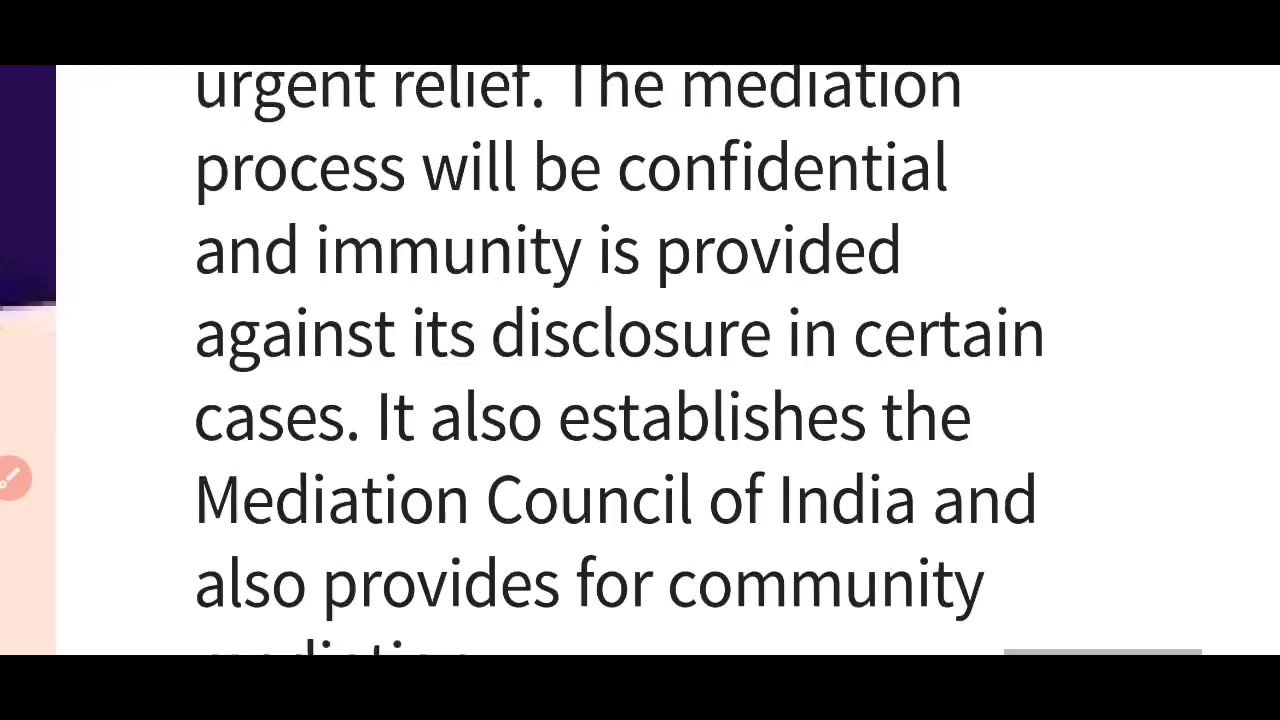 urgent relief. The mediation
process will be confidential
and immunity is provided
against its disclosure in certain
cases. It also establishes the
Mediation Council of India and
also provides for community
mediation